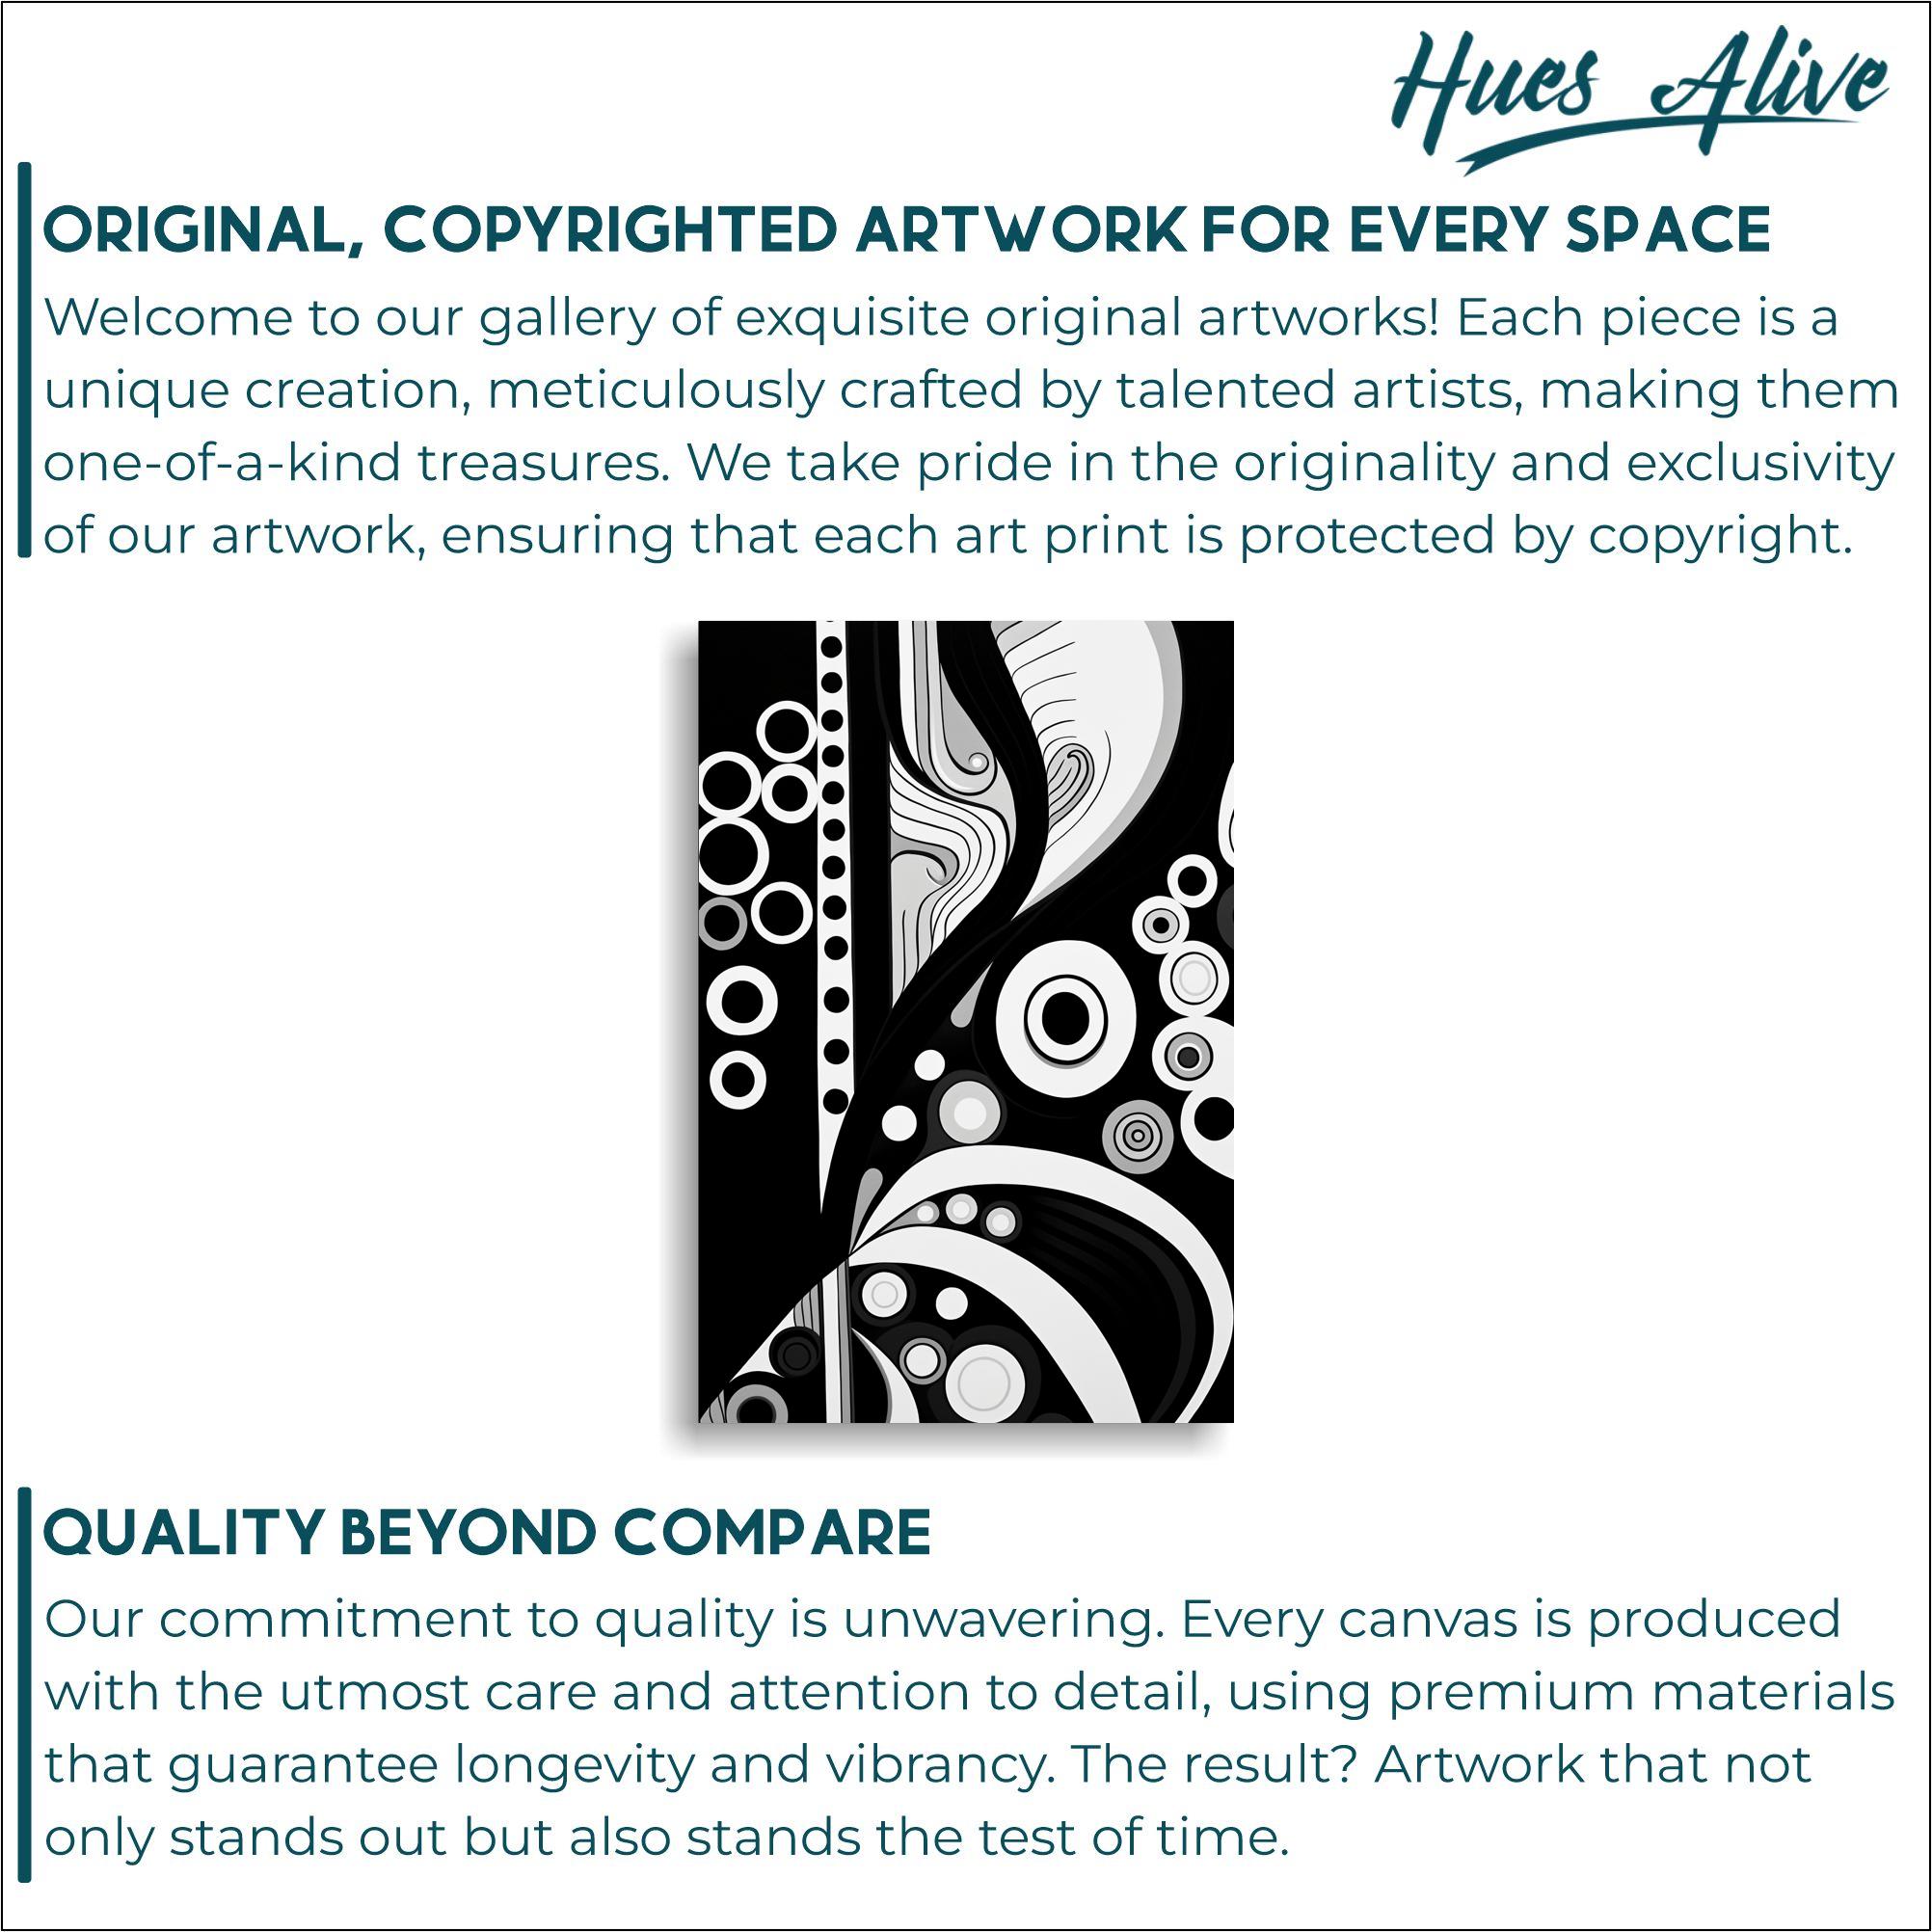 Hues Alive
ORIGINAL, COPYRIGHTED ARTWORK FOR EVERY SPACE
Welcome to our gallery of exquisite original artworks! Each piece is a
unique creation, meticulously crafted by talented artists, making them
one-of-a-kind treasures. We take pride in the originality and exclusivity
of our artwork, ensuring that each art print is protected by copyright.
QUALITY BEYOND COMPARE
Our commitment to quality is unwavering. Every canvas is produced
with the utmost care and attention to detail, using premium materials
that guarantee longevity and vibrancy. The result? Artwork that not
only stands out but also stands the test of time.